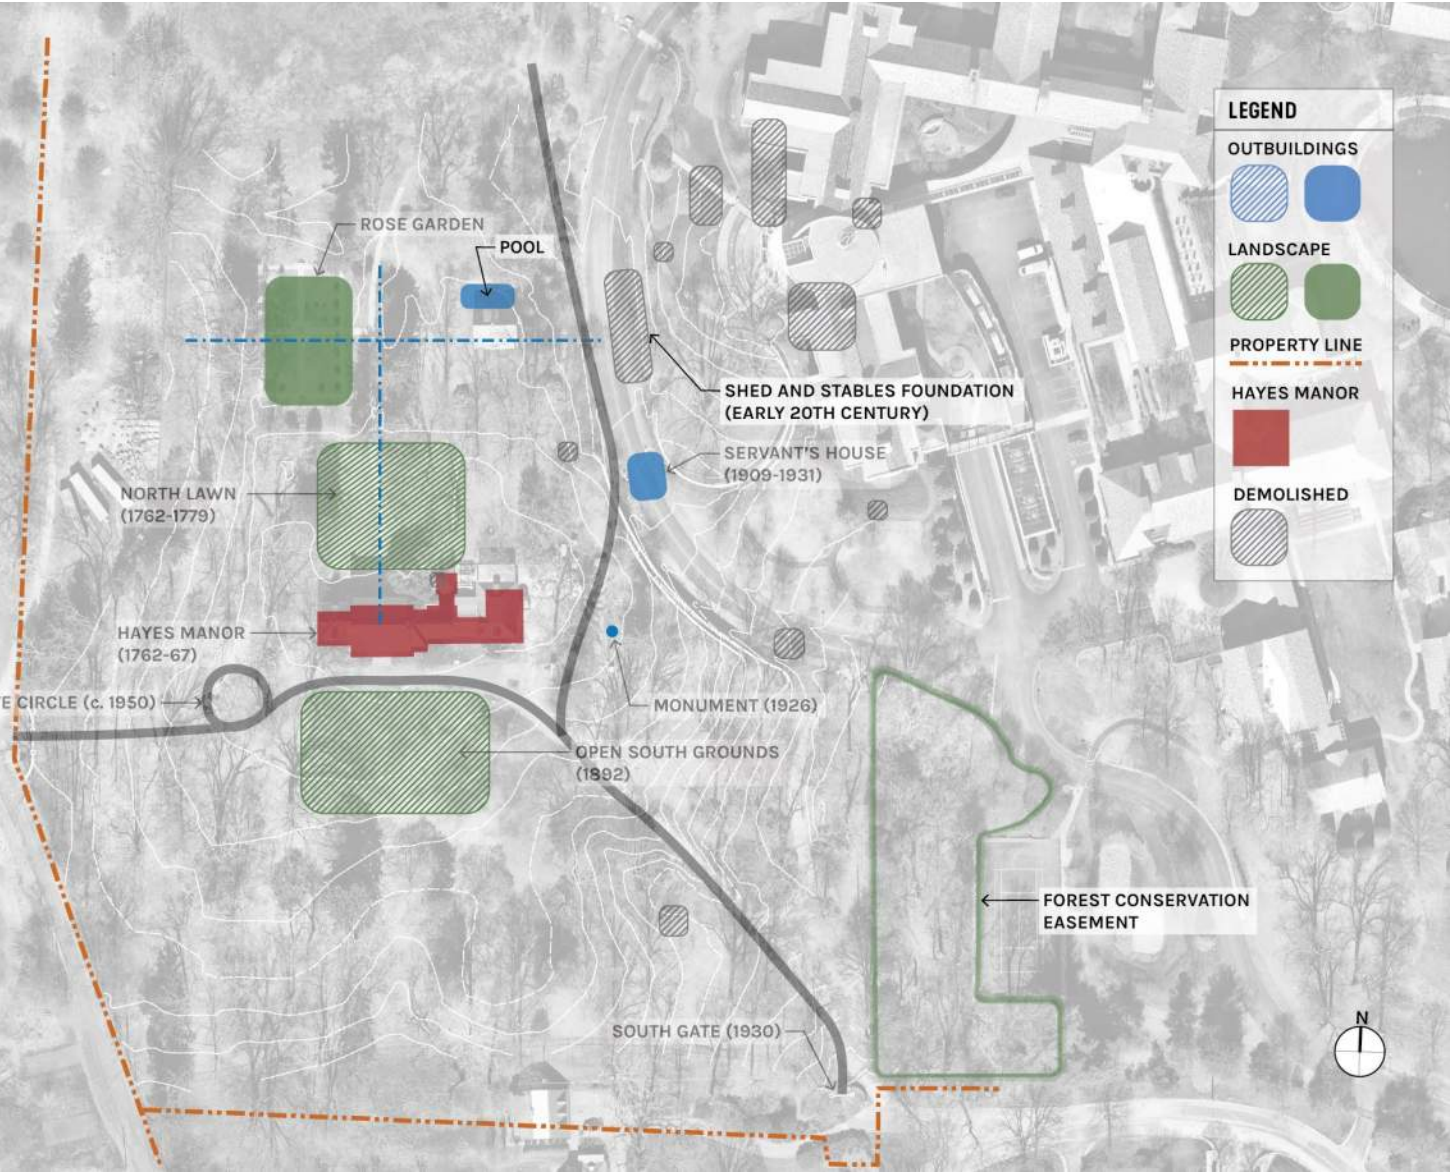 LEGEND
OUTBUILDINGS
LANDSCAPE
PROPERTY LINE
HAYES MANOR
DEMOLISHED
ROSE GARDEN
POOL
SHED AND STABLES FOUNDATION
(EARLY 20TH CENTURY)
SERVANT'S HOUSE
(1909-1931)
NORTH LAWN
(1762-1779)
HAYES MANOR
(1762-67)
E CIRCLE (c. 1950)
MONUMENT (1926)
OPEN SOUTH GROUNDS
(1892)
FOREST CONSERVATION
EASEMENT
SOUTH GATE (1930)
N